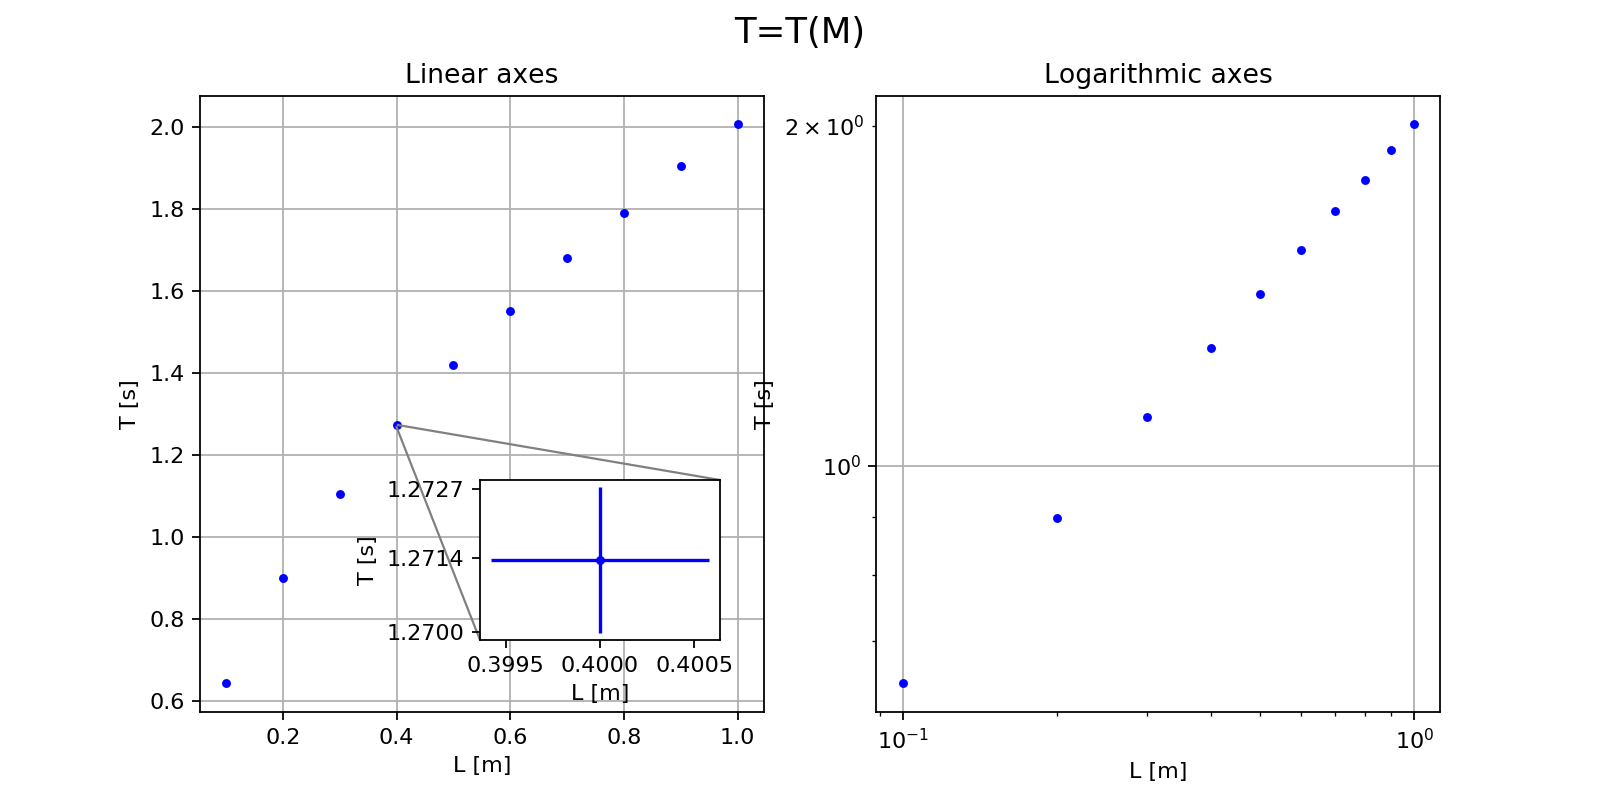 T=T(M)
Linear axes
2.0
1.8
1.6
1.4
1.2
1.0
0.8
0.6
T [s]
0.2 0.4 0.6 0.8 1.0
L [m]
1.2727
1.2714
1.2700
T [s]
0.3995 0.4000 0.4005
L [m]
Logarithmic axes
2 × 10⁰
10⁰
T [s]
10⁻¹ 10⁰
L [m]